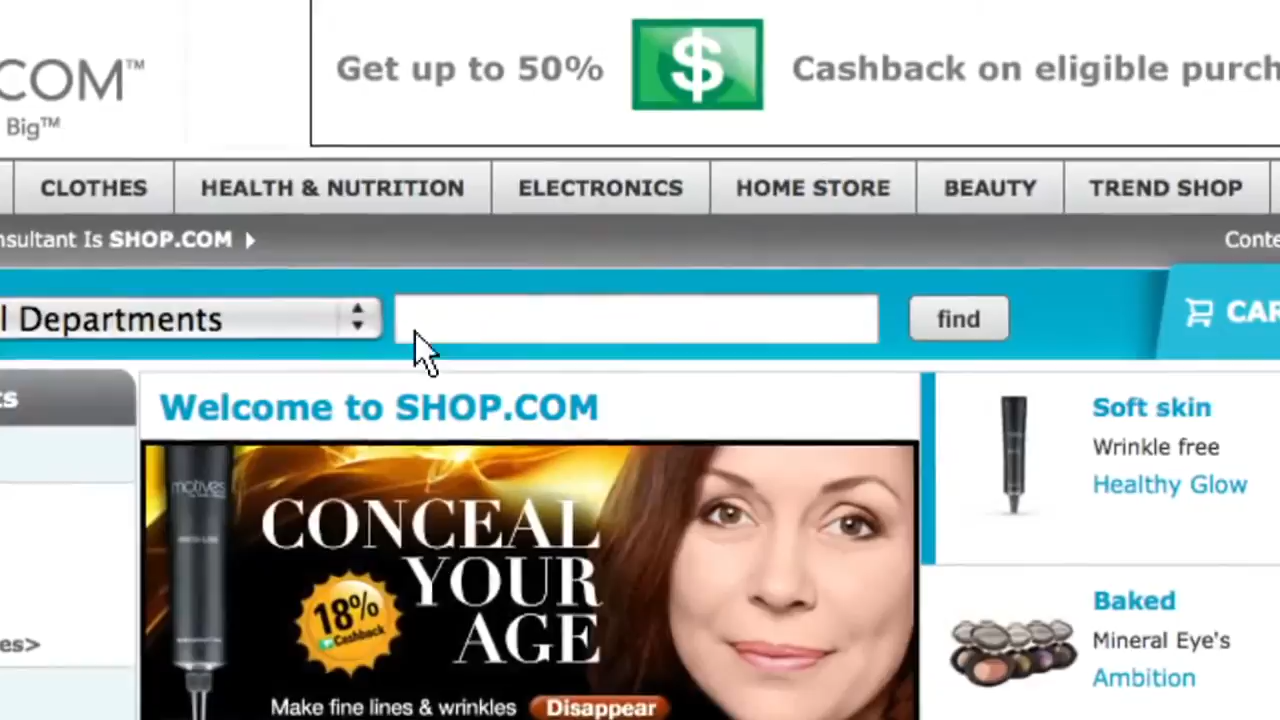 Get up to 50% $ Cashback on eligible purch
COM™
Big™
CLOTHES HEALTH & NUTRITION ELECTRONICS HOME STORE BEAUTY TREND SHOP
nsultant Is SHOP.COM Conte
l Departments find CAR
ts
Welcome to SHOP.COM
Soft skin
Wrinkle free
Healthy Glow
motives
CONCEAL
YOUR
AGE
18%
Cashback
Make fine lines & wrinkles Disappear
Baked
Mineral Eye's
Ambition
es>